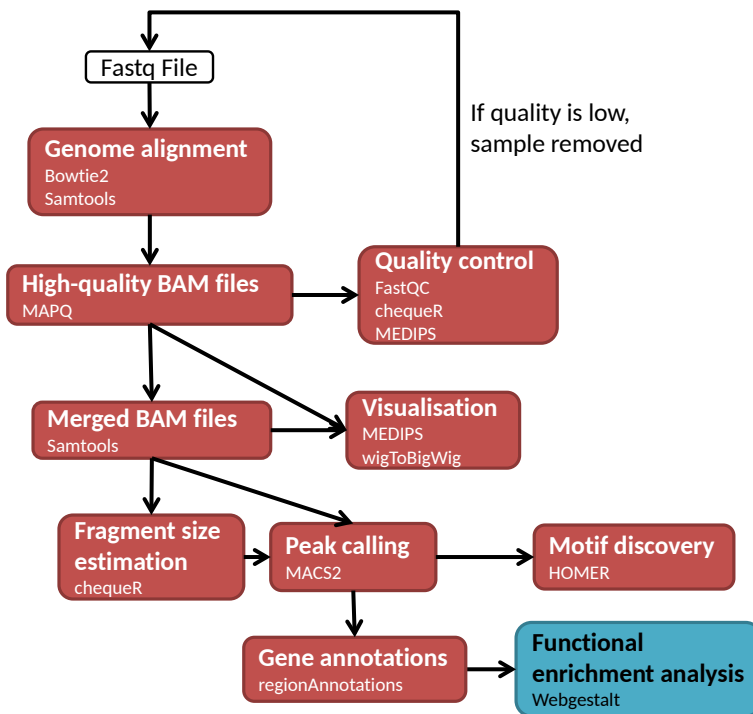 Fastq File
If quality is low,
sample removed
Genome alignment
Bowtie2
Samtools
High-quality BAM files
MAPQ
Quality control
FastQC
chequeR
MEDIPS
Merged BAM files
Samtools
Visualisation
MEDIPS
wigToBigWig
Fragment size
estimation
chequeR
Peak calling
MACS2
Motif discovery
HOMER
Gene annotations
regionAnnotations
Functional
enrichment analysis
Webgestalt